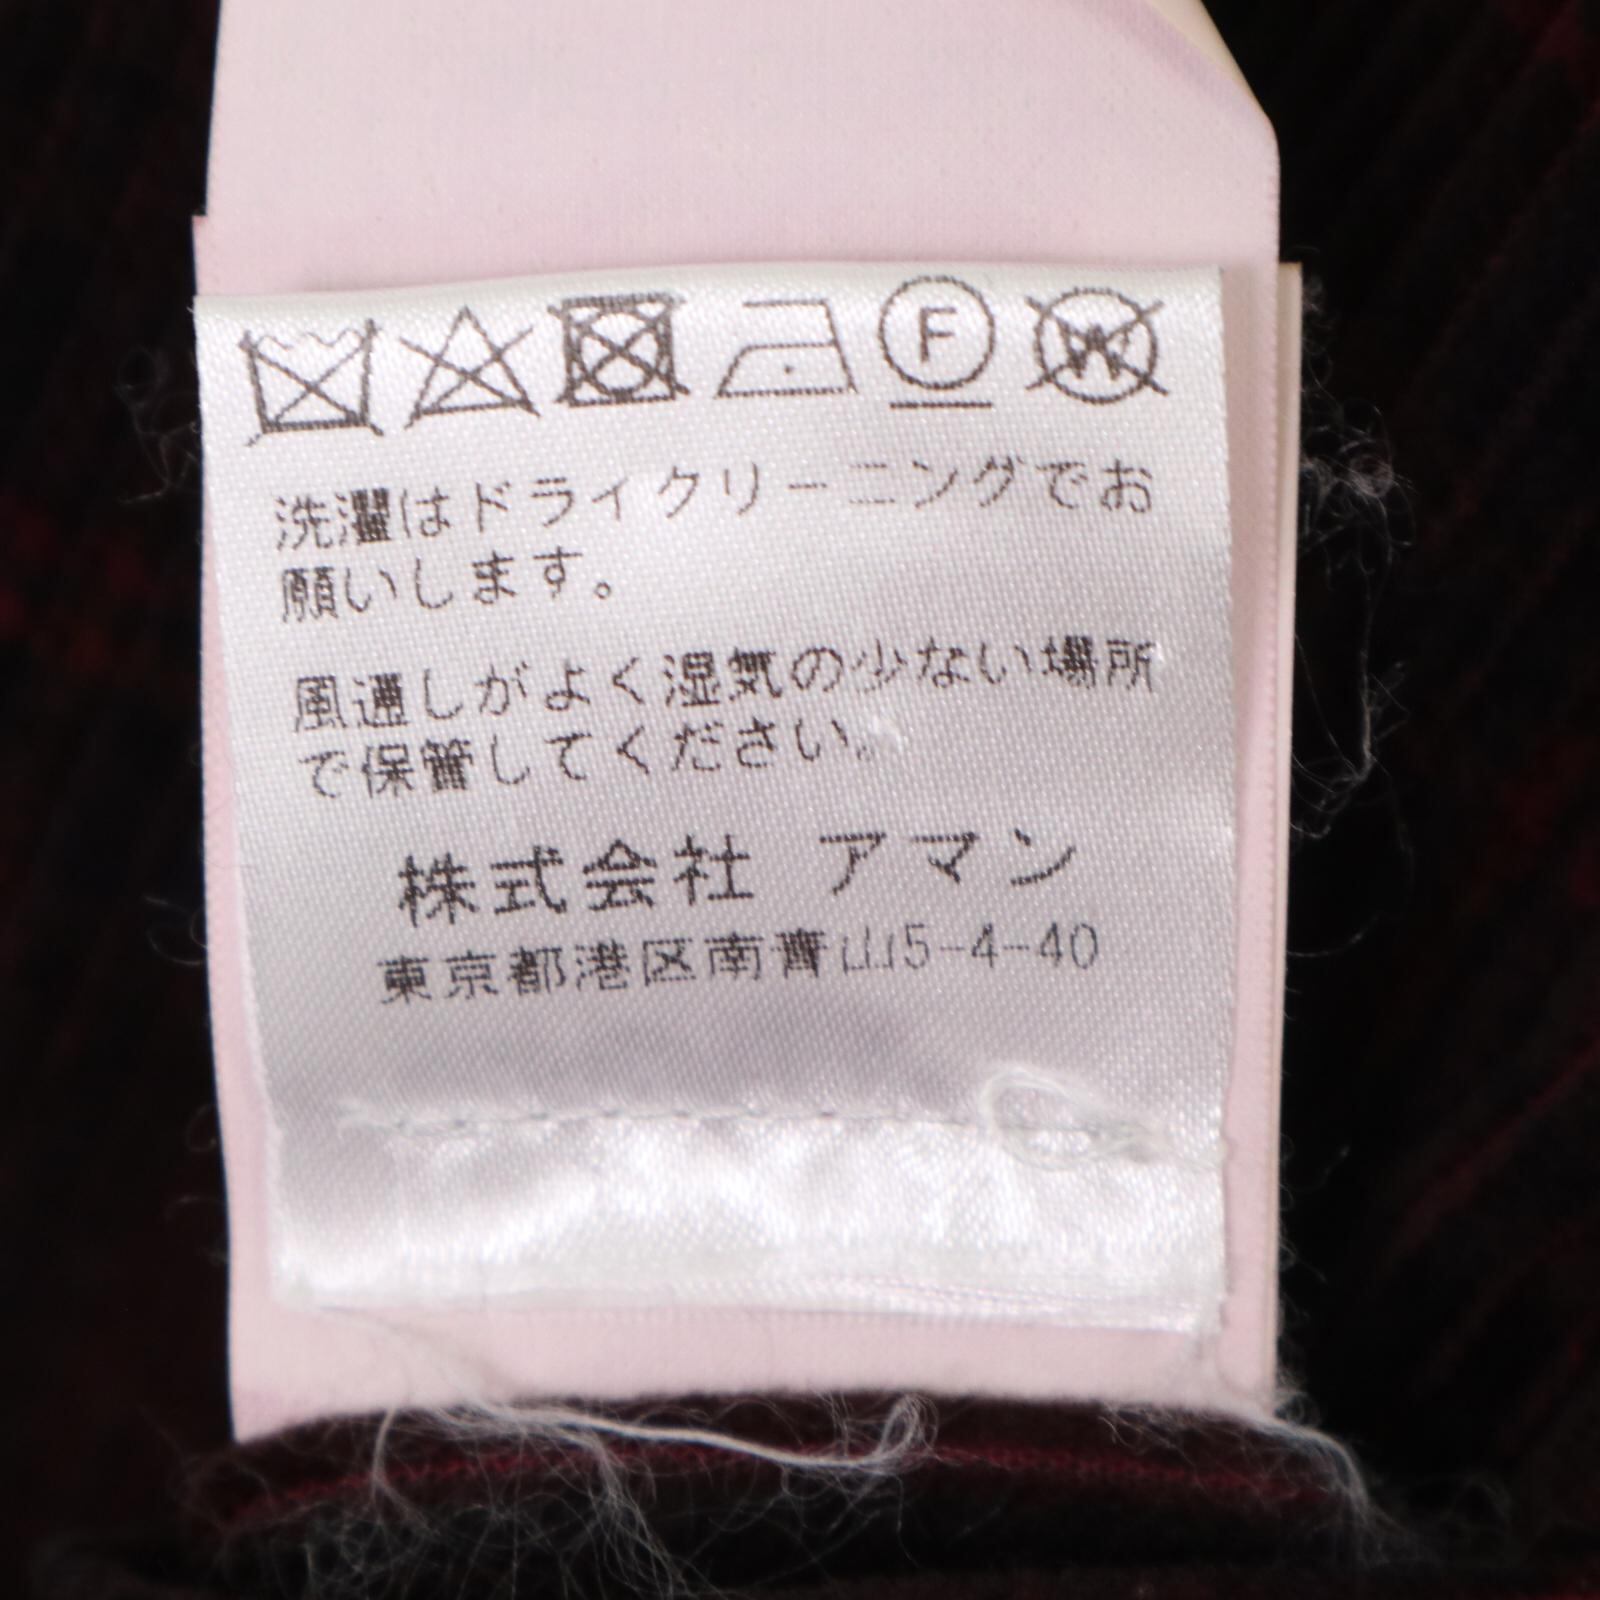 F W
洗濯はドライクリーニングでお
願いします。
風通しがよく湿気の少ない場所
で保管してください。
株式会社 アマン
東京都港区南青山5-4-40